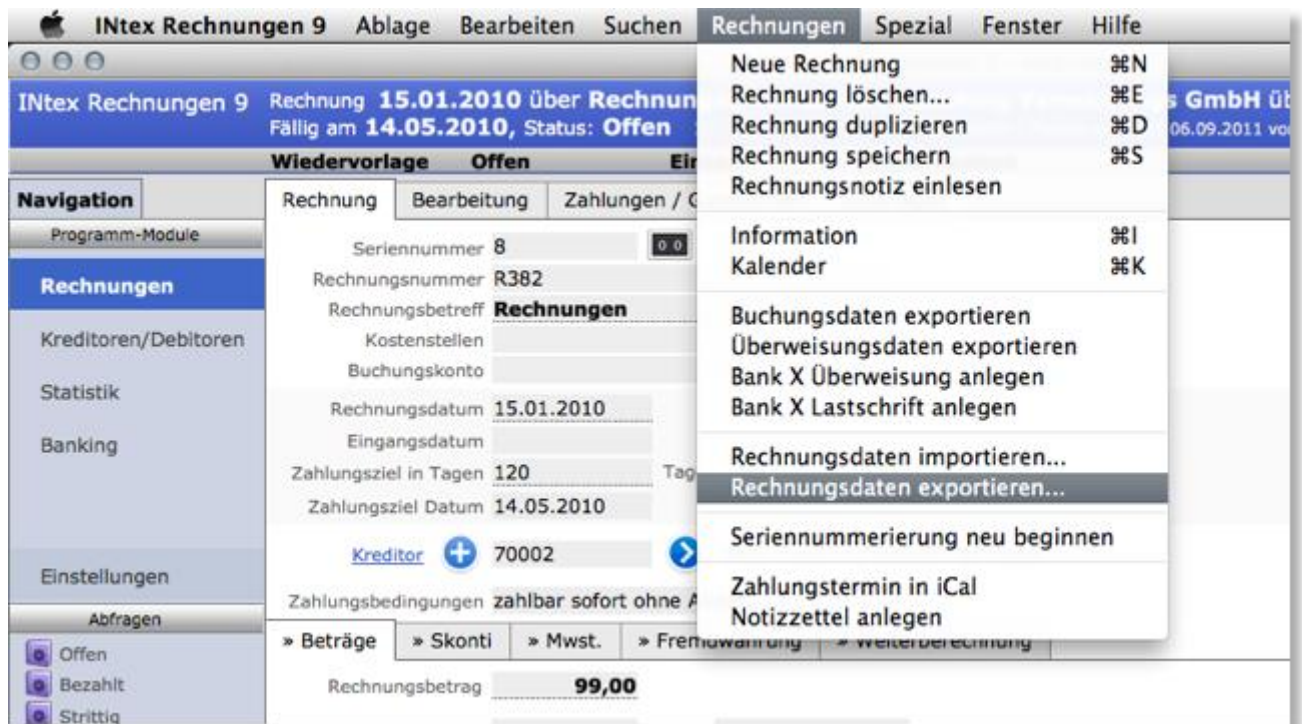 INtex Rechnungen 9 Ablage Bearbeiten Suchen Rechnungen Spezial Fenster Hilfe
INtex Rechnungen 9
Rechnung 15.01.2010 über Rechnun
s GmbH üb
Fällig am 14.05.2010, Status: Offen
06.09.2011 vo
Wiedervorlage Offen Ein
Navigation
Programm-Module
Rechnungen
Kreditoren/Debitoren
Statistik
Banking
Einstellungen
Abfragen
Offen
Bezahlt
Strittig
Rechnung Bearbeitung Zahlungen / G
Seriennummer 8
00
Rechnungsnummer R382
Rechnungsbetreff Rechnungen
Kostenstellen
Buchungskonto
Rechnungsdatum 15.01.2010
Eingangsdatum
Zahlungsziel in Tagen 120 Tag
Zahlungsziel Datum 14.05.2010
Kreditor 70002
Zahlungsbedingungen zahlbar sofort ohne A
» Beträge » Skonti » Mwst. » Fremdwährung » Weiterberechnung
Rechnungsbetrag 99,00
Neue Rechnung ⌘N
Rechnung löschen... ⌘E
Rechnung duplizieren ⌘D
Rechnung speichern ⌘S
Rechnungsnotiz einlesen
Information ⌘I
Kalender ⌘K
Buchungsdaten exportieren
Überweisungsdaten exportieren
Bank X Überweisung anlegen
Bank X Lastschrift anlegen
Rechnungsdaten importieren...
Rechnungsdaten exportieren...
Seriennummerierung neu beginnen
Zahlungstermin in iCal
Notizzettel anlegen